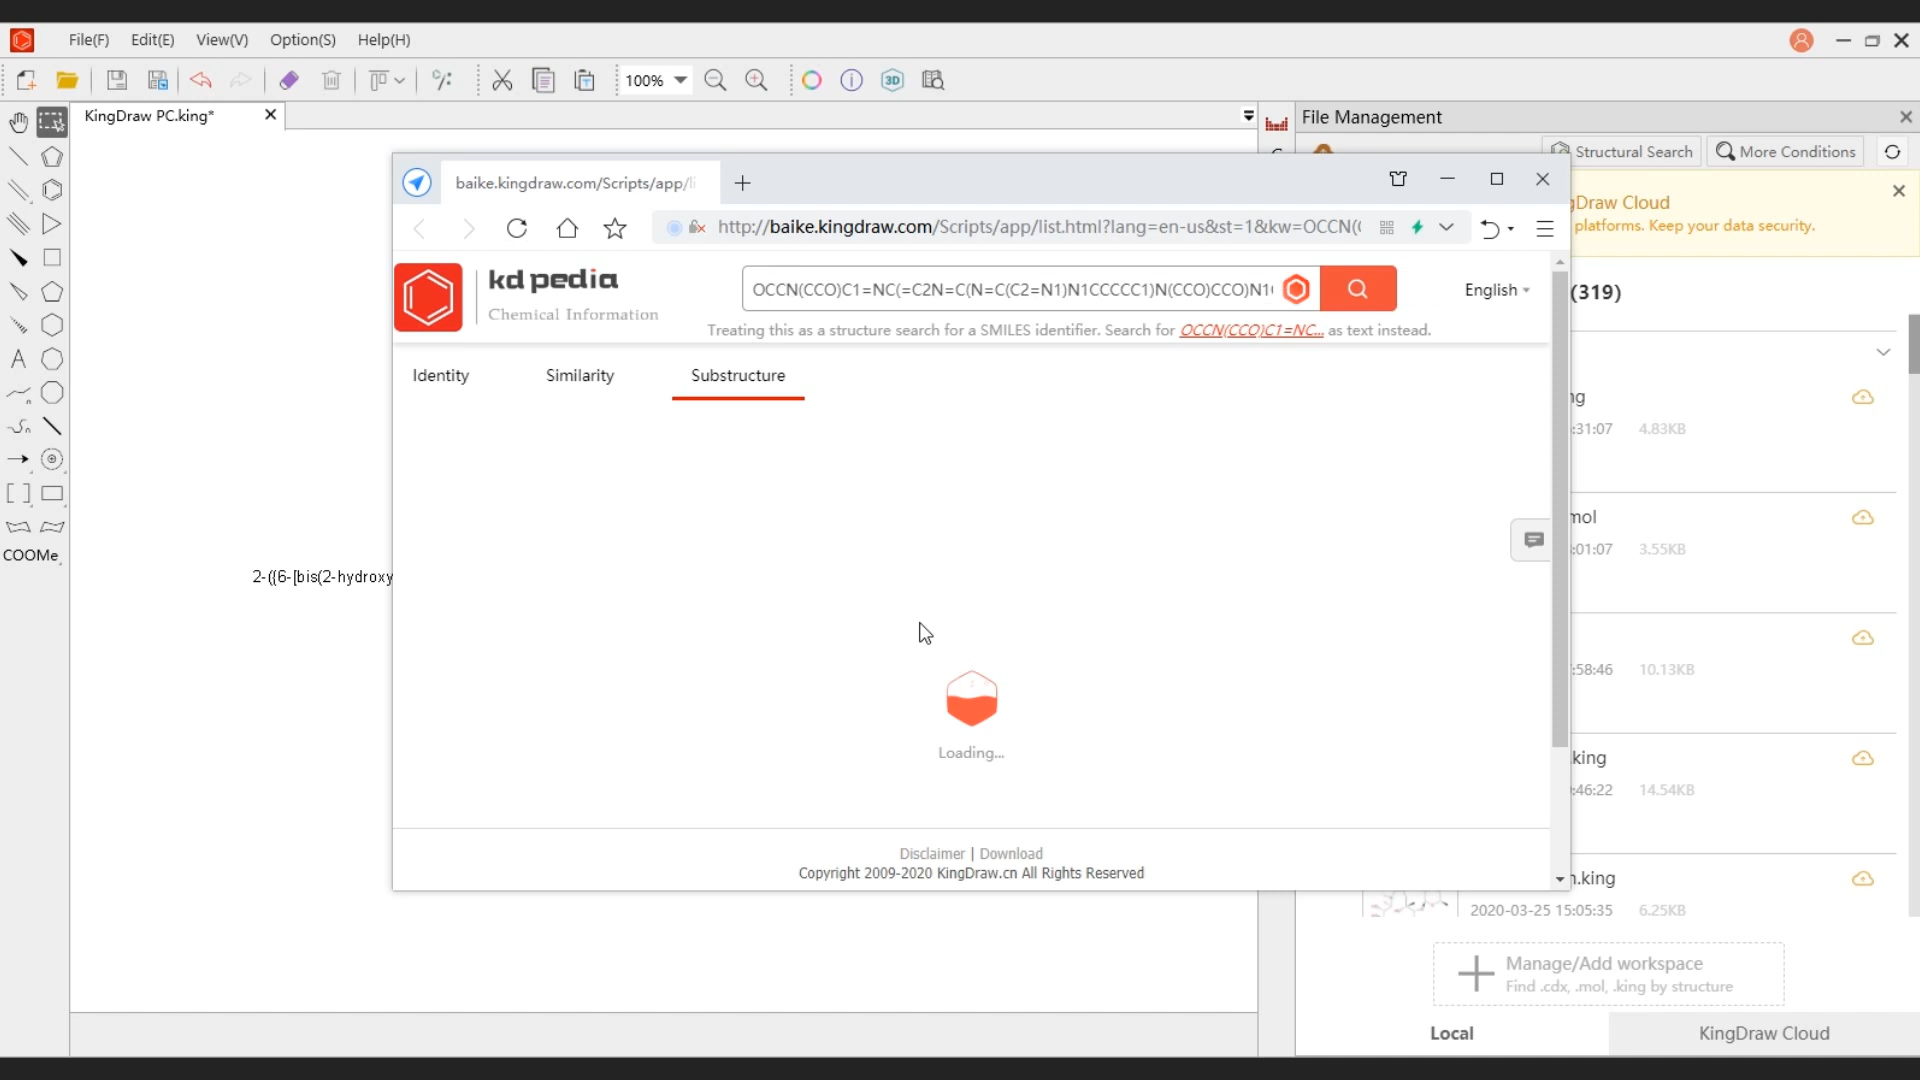 File(F) Edit(E) View(V) Option(S) Help(H)
100% 3D
KingDraw PC.king*
File Management
Structural Search More Conditions
baike.kingdraw.com/Scripts/app/li
Draw Cloud
platforms. Keep your data security.
http://baike.kingdraw.com/Scripts/app/list.html?lang=en-us&st=1&kw=OCCN(
kd pedia
Chemical Information
OCCN(CCO)C1=NC(=C2N=C(N=C(C2=N1)N1CCCCC1)N(CCO)CCO)N1
English
(319)
Treating this as a structure search for a SMILES identifier. Search for OCCN(CCO)C1=NC... as text instead.
Identity Similarity Substructure
A
ng
:31:07 4.83KB
mol
:01:07 3.55KB
COOMe
2-({6-[bis(2-hydroxy
:58:46 10.13KB
Loading...
.king
:46:22 14.54KB
Disclaimer | Download
Copyright 2009-2020 KingDraw.cn All Rights Reserved
n.king
2020-03-25 15:05:35 6.25KB
Manage/Add workspace
Find .cdx, .mol, .king by structure
Local KingDraw Cloud